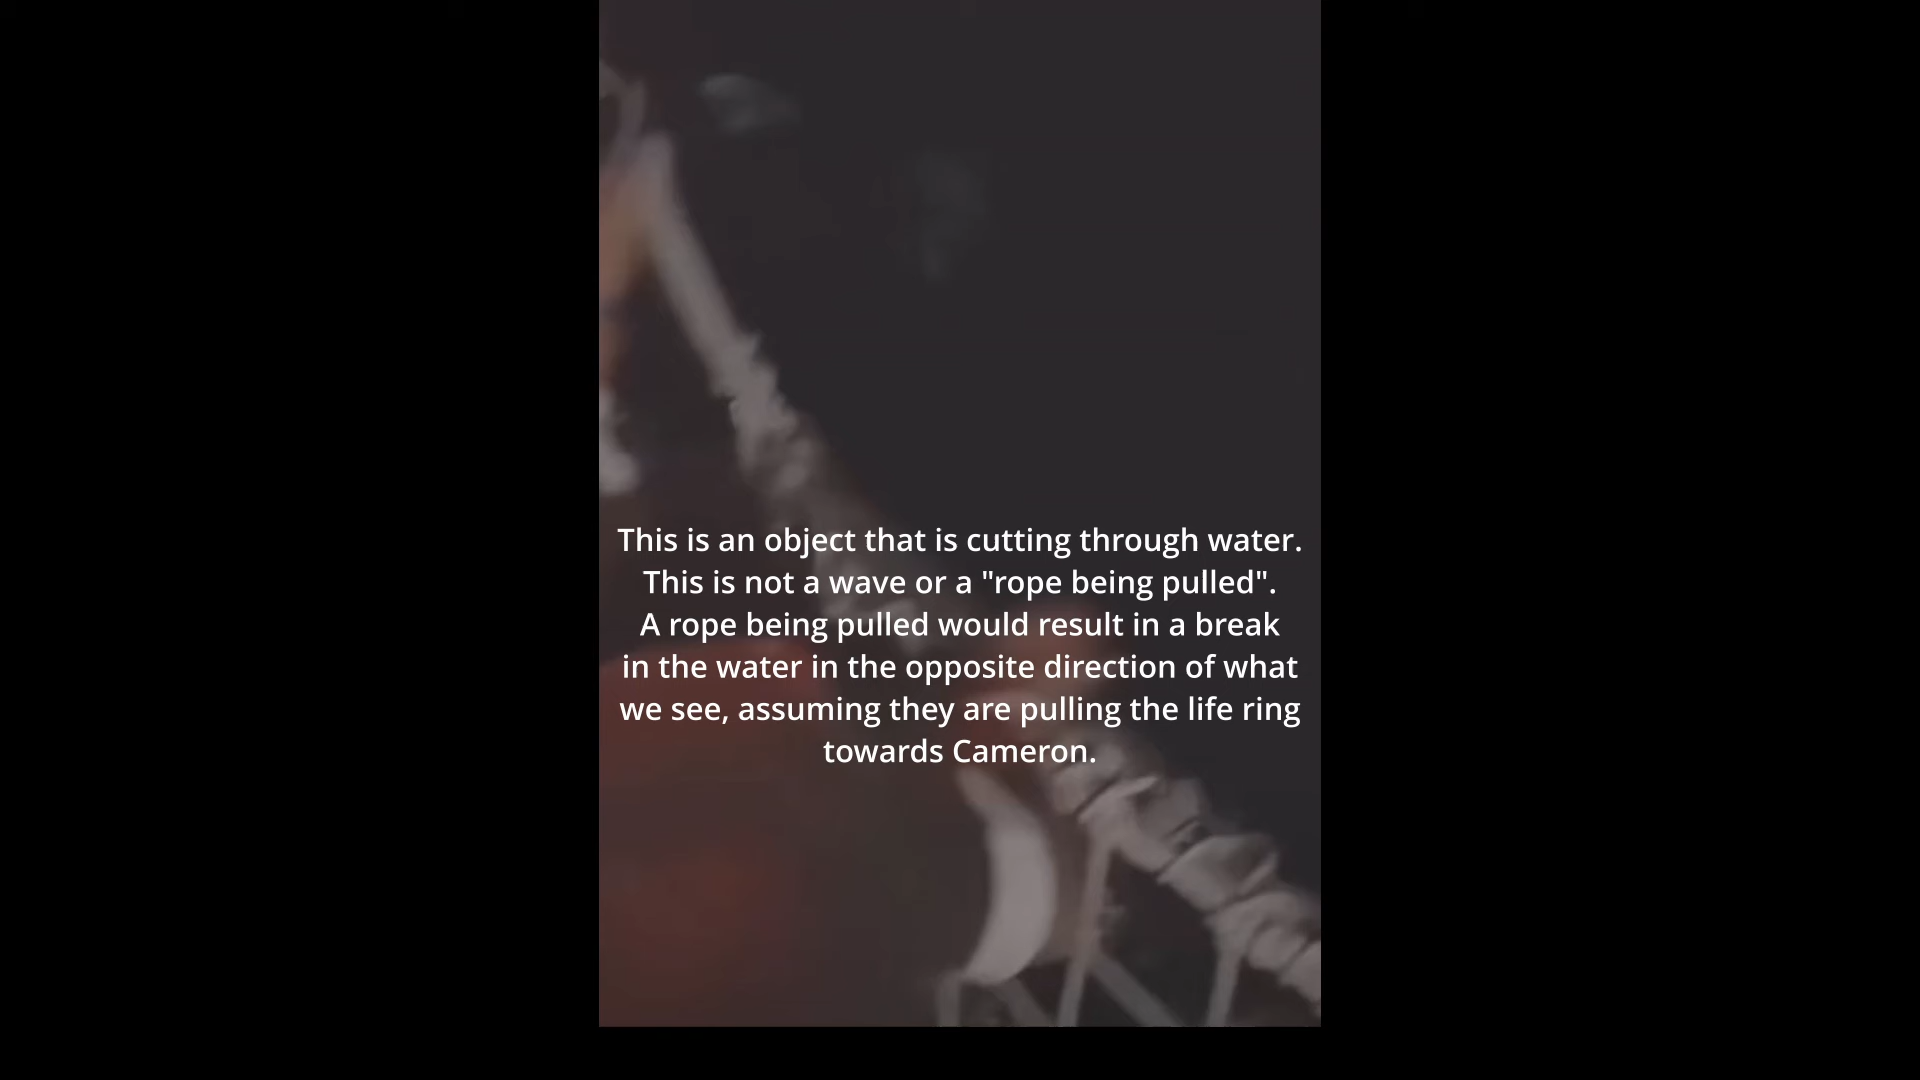 This is an object that is cutting through water.
This is not a wave or a "rope being pulled".
A rope being pulled would result in a break
in the water in the opposite direction of what
we see, assuming they are pulling the life ring
towards Cameron.